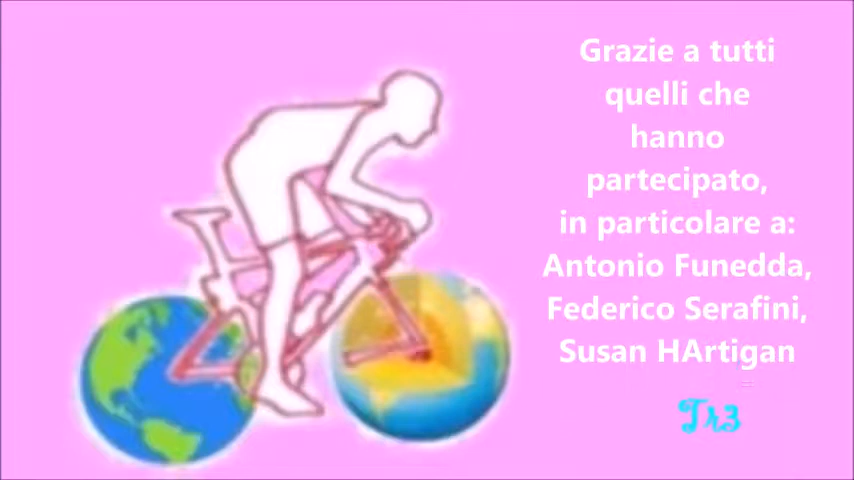 Grazie a tutti
quelli che
hanno
partecipato,
in particolare a:
Antonio Funedda,
Federico Serafini,
Susan HArtigan
Tr3